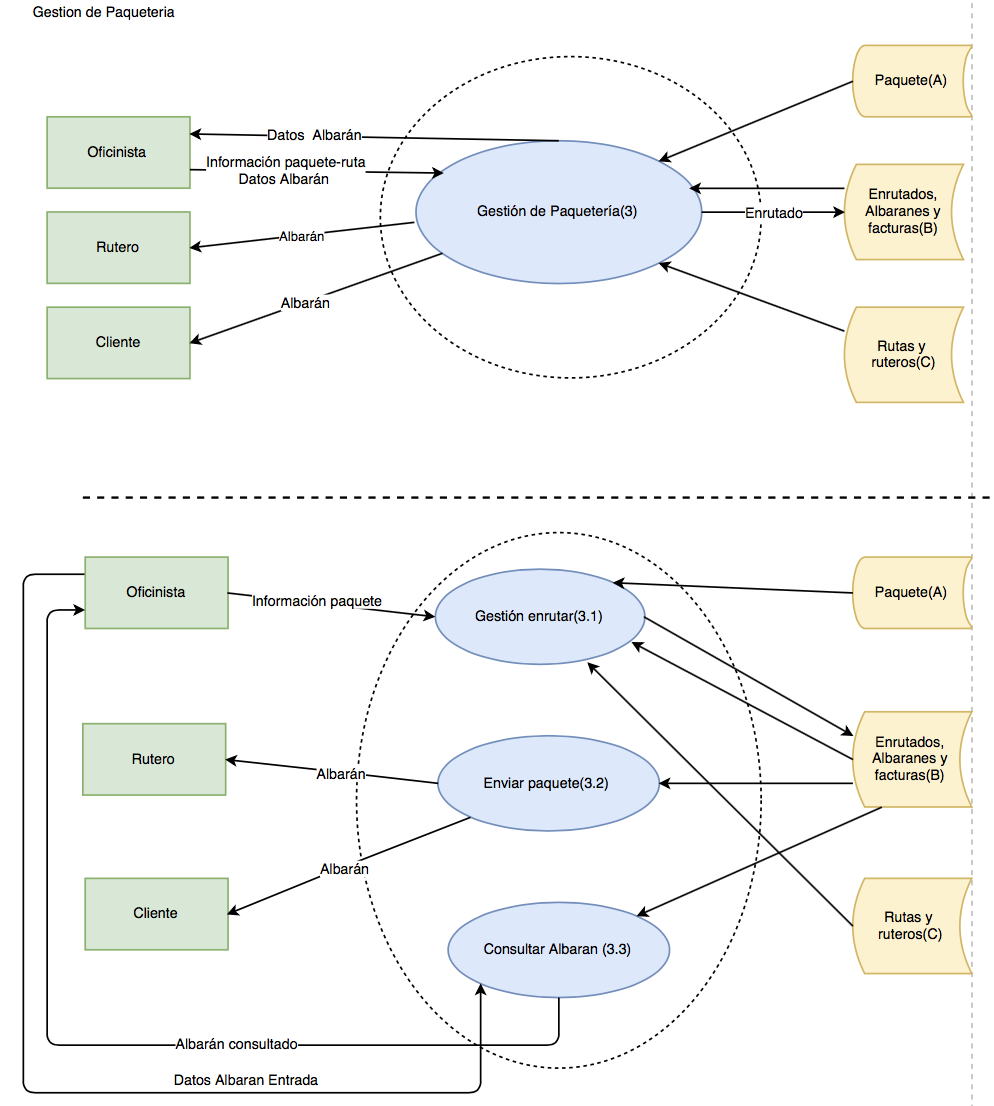 Gestion de Paqueteria
Paquete(A)
Datos Albarán
Oficinista
Información paquete-ruta
Datos Albarán
Enrutados,
Albaranes y
facturas(B)
Gestión de Paquetería(3)
Enrutado
Rutero
Albarán
Albarán
Cliente
Rutas y
ruteros(C)
Oficinista
Información paquete
Gestión enrutar(3.1)
Paquete(A)
Enrutados,
Albaranes y
facturas(B)
Rutero
Albarán
Enviar paquete(3.2)
Albarán
Cliente
Rutas y
ruteros(C)
Consultar Albaran (3.3)
Albarán consultado
Datos Albaran Entrada